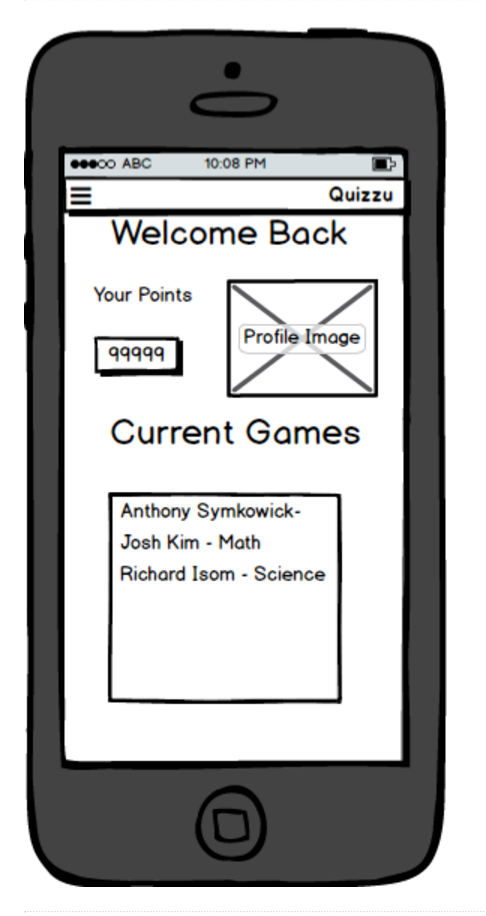 ABC 10:08 PM
Quizzu
Welcome Back
Your Points
Profile Image
99999
Current Games
Anthony Symkowick-
Josh Kim - Math
Richard Isom - Science